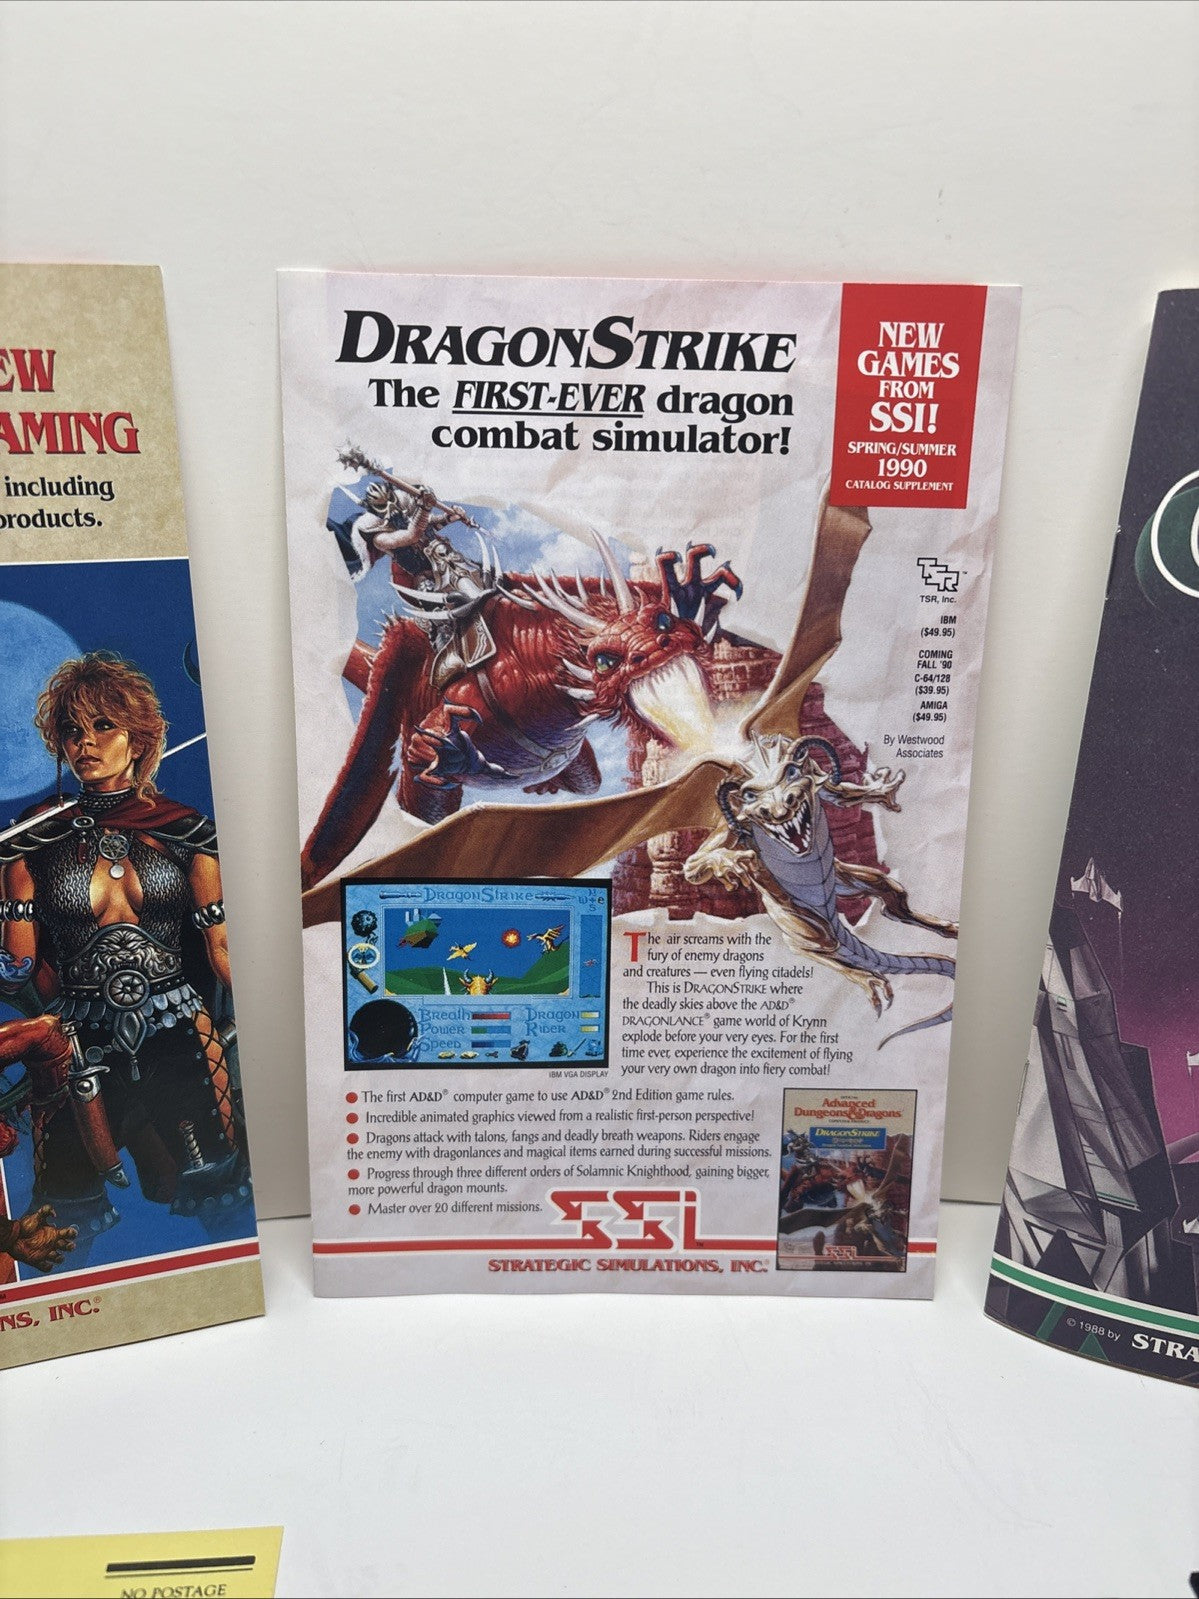 EW
AMING
including
products.
NS, INC.®
DRAGONSTRIKE
The FIRST-EVER dragon
combat simulator!
NEW
GAMES
FROM
SSI!
SPRING/SUMMER
1990
CATALOG SUPPLEMENT
TSR™
TSR, Inc.
IBM
($49.95)
COMING
FALL '90
C-64/128
($39.95)
AMIGA
($49.95)
By Westwood
Associates
DragonStrike
N
W+e
S
Breath
Power
Speed
Dragon
Rider
IBM VGA DISPLAY
The air screams with the
fury of enemy dragons
and creatures — even flying citadels!
This is DRAGONSTRIKE where
the deadly skies above the AD&D®
DRAGONLANCE® game world of Krynn
explode before your very eyes. For the first
time ever, experience the excitement of flying
your very own dragon into fiery combat!
● The first AD&D® computer game to use AD&D® 2nd Edition game rules.
● Incredible animated graphics viewed from a realistic first-person perspective!
● Dragons attack with talons, fangs and deadly breath weapons. Riders engage
the enemy with dragonlances and magical items earned during successful missions.
● Progress through three different orders of Solamnic Knighthood, gaining bigger,
more powerful dragon mounts.
● Master over 20 different missions.
Advanced
Dungeons&Dragons
COMPUTER PRODUCT
DRAGONSTRIKE
SSI
SSI™
STRATEGIC SIMULATIONS, INC.®
© 1988 by STRA
NO POSTAGE